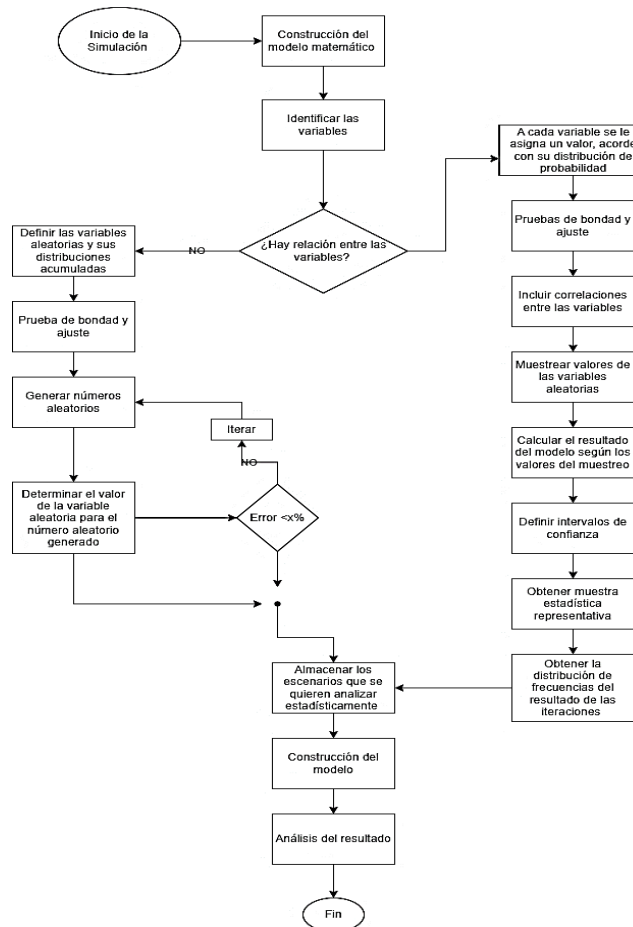 Inicio de la
Simulación
Construcción del
modelo matemático
Identificar las
variables
¿Hay relación entre las
variables?
NO
Definir las variables
aleatorias y sus
distribuciones
acumuladas
Prueba de bondad y
ajuste
Generar números
aleatorios
Determinar el valor
de la variable
aleatoria para el
número aleatorio
generado
Iterar
NO
Error <x%
A cada variable se le
asigna un valor, acorde
con su distribución de
probabilidad
Pruebas de bondad y
ajuste
Incluir correlaciones
entre las variables
Muestrear valores de
las variables
aleatorias
Calcular el resultado
del modelo según los
valores del muestreo
Definir intervalos de
confianza
Obtener muestra
estadística
representativa
Obtener la
distribución de
frecuencias del
resultado de las
iteraciones
Almacenar los
escenarios que se
quieren analizar
estadísticamente
Construcción del
modelo
Análisis del resultado
Fin